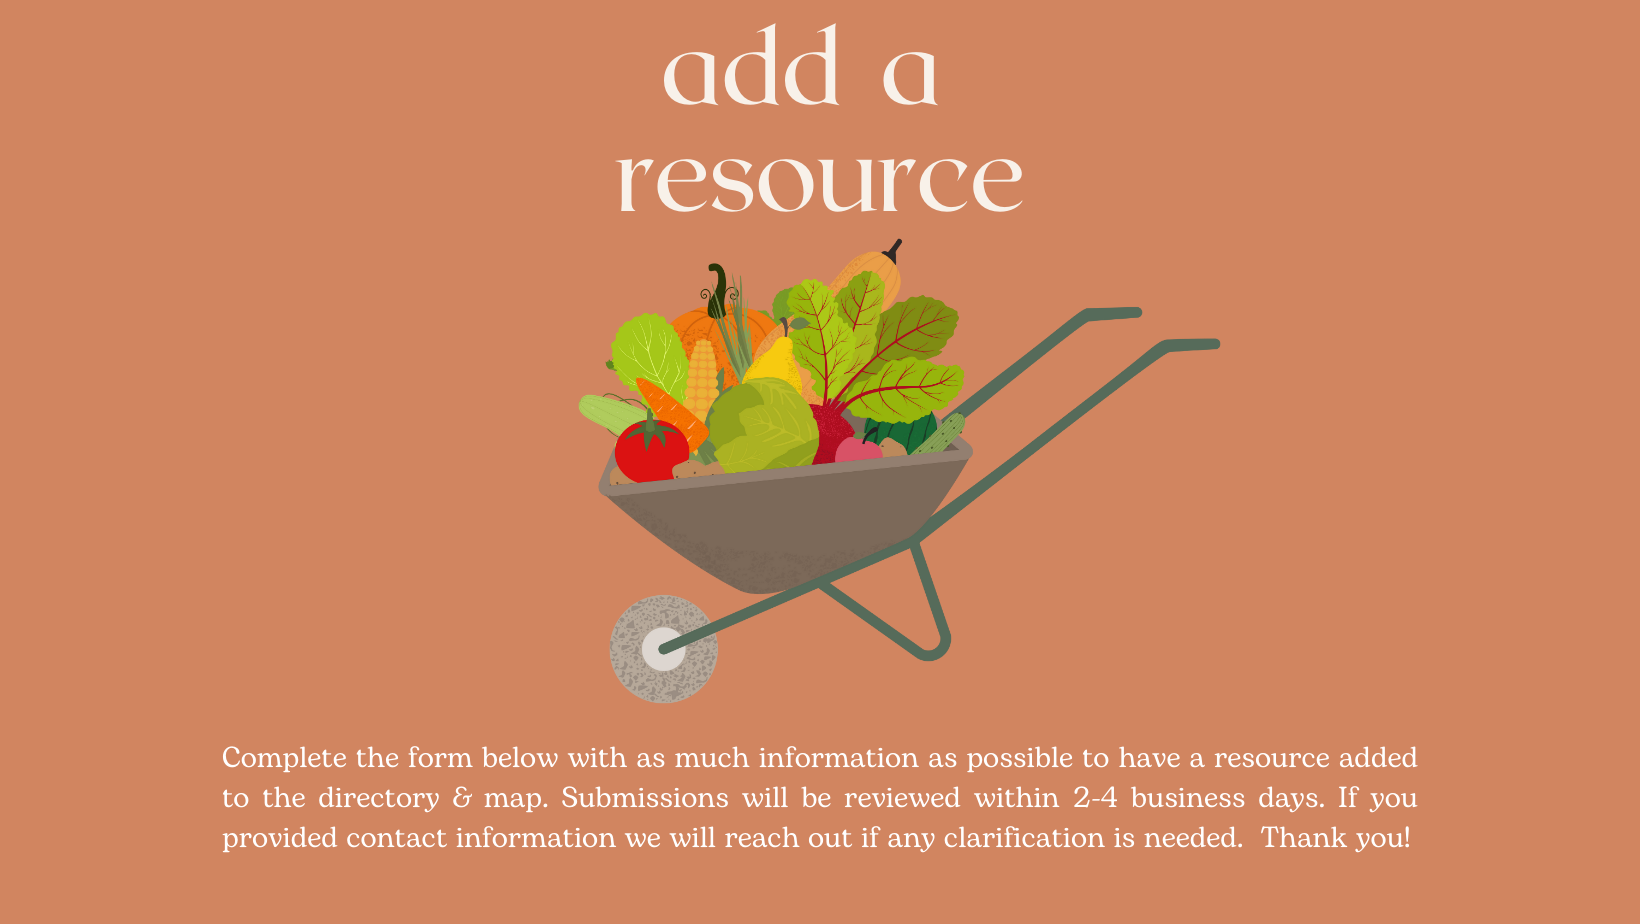 add a
resource
Complete the form below with as much information as possible to have a resource added
to the directory & map. Submissions will be reviewed within 2-4 business days. If you
provided contact information we will reach out if any clarification is needed.  Thank you!